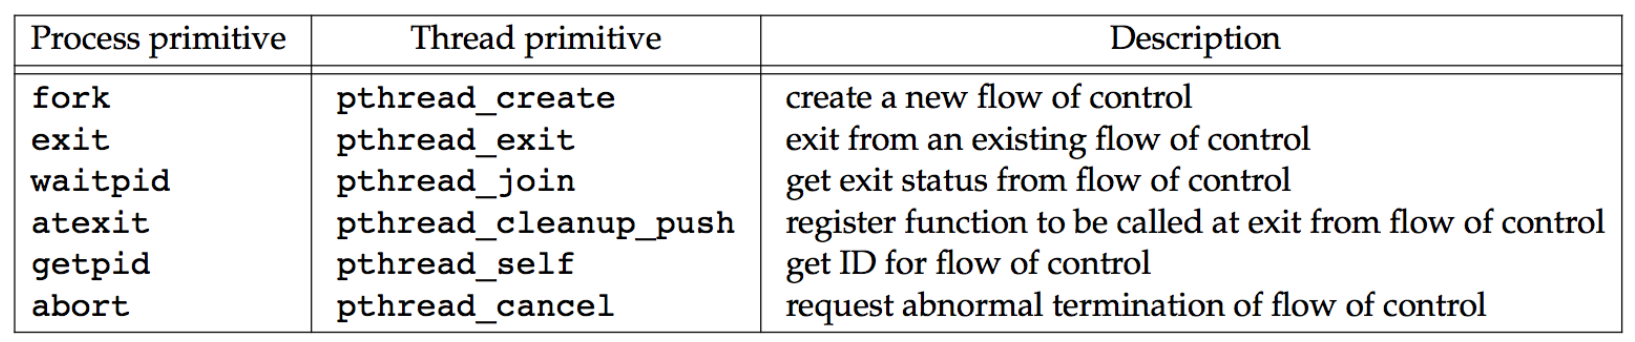 Process primitive Thread primitive Description
fork pthread_create create a new flow of control
exit pthread_exit exit from an existing flow of control
waitpid pthread_join get exit status from flow of control
atexit pthread_cleanup_push register function to be called at exit from flow of control
getpid pthread_self get ID for flow of control
abort pthread_cancel request abnormal termination of flow of control